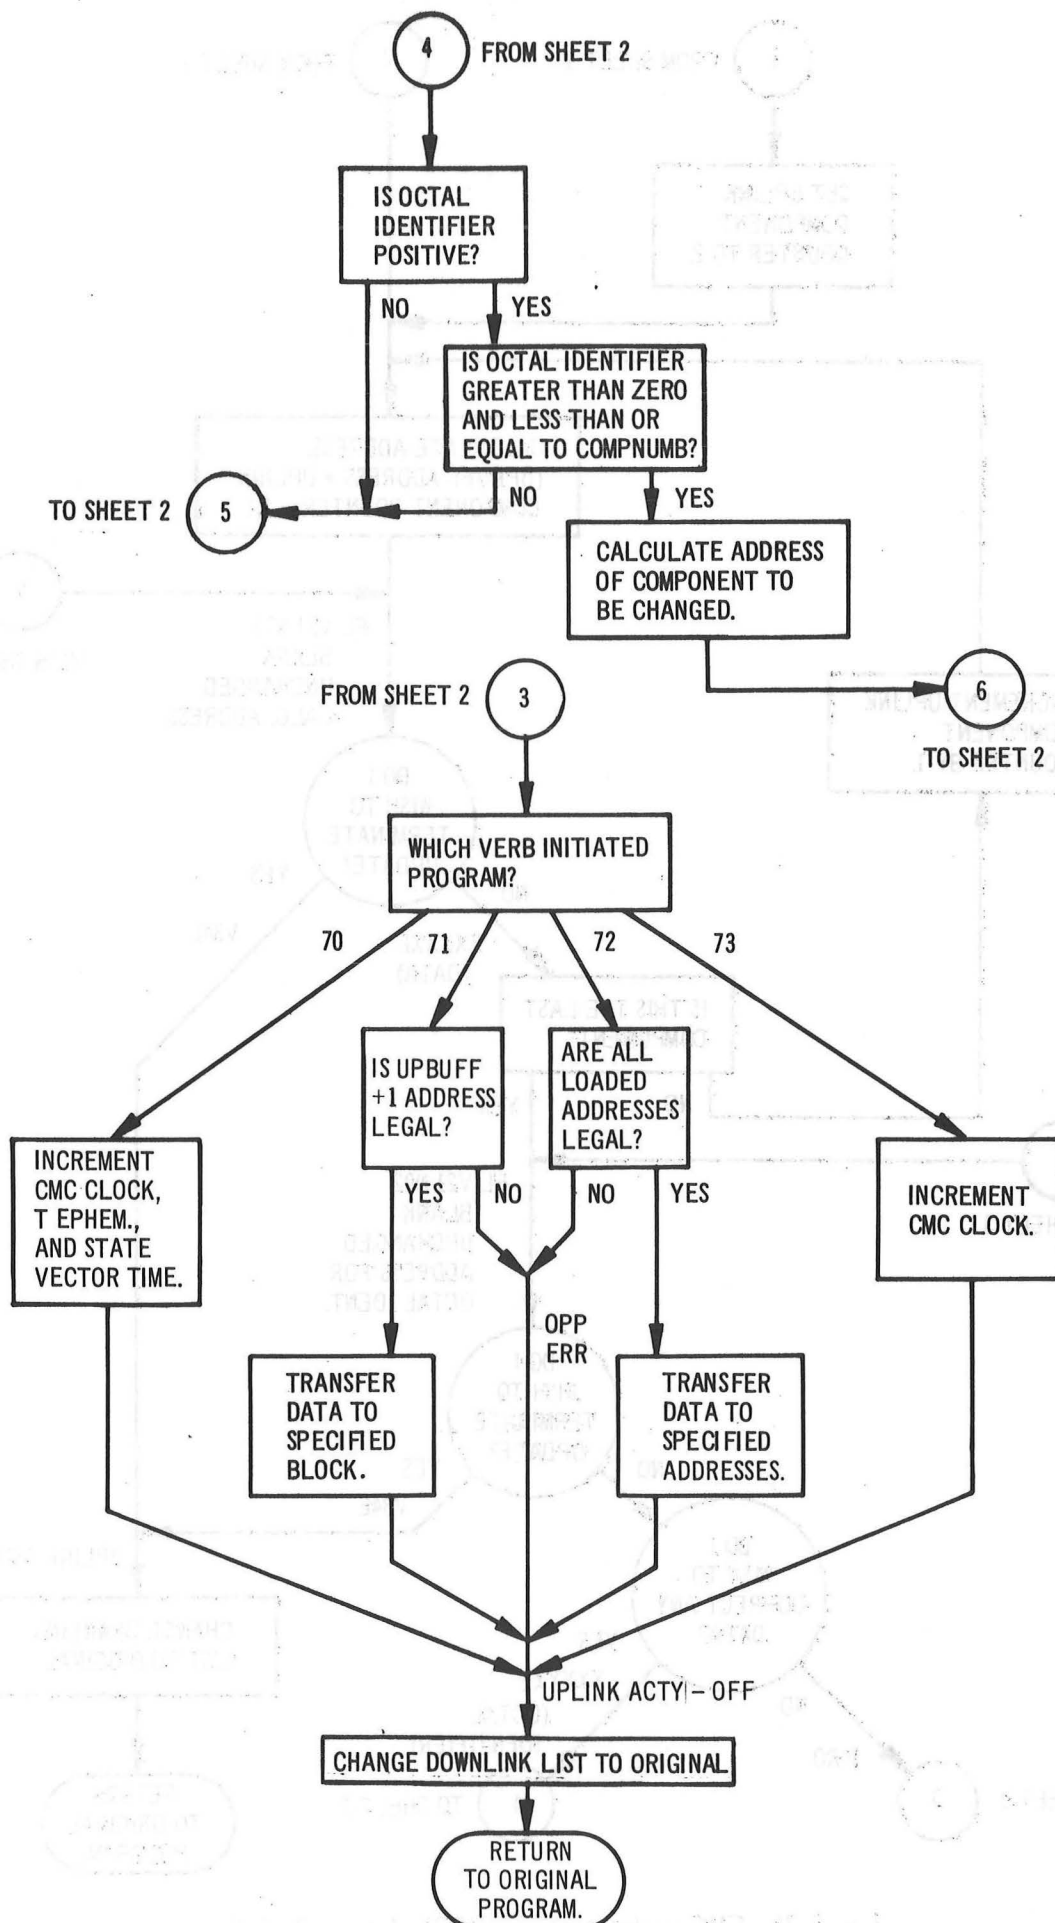 4
FROM SHEET 2
IS OCTAL
IDENTIFIER
POSITIVE?
NO
YES
IS OCTAL IDENTIFIER
GREATER THAN ZERO
AND LESS THAN OR
EQUAL TO COMPNUMB?
NO
YES
TO SHEET 2
5
CALCULATE ADDRESS
OF COMPONENT TO
BE CHANGED.
6
TO SHEET 2
FROM SHEET 2
3
WHICH VERB INITIATED
PROGRAM?
70
71
72
73
IS UPBUFF
+1 ADDRESS
LEGAL?
ARE ALL
LOADED
ADDRESSES
LEGAL?
INCREMENT
CMC CLOCK,
T EPHEM.,
AND STATE
VECTOR TIME.
YES
NO
NO
YES
INCREMENT
CMC CLOCK.
OPP
ERR
TRANSFER
DATA TO
SPECIFIED
BLOCK.
TRANSFER
DATA TO
SPECIFIED
ADDRESSES.
UPLINK ACTY – OFF
CHANGE DOWNLINK LIST TO ORIGINAL
RETURN
TO ORIGINAL
PROGRAM.